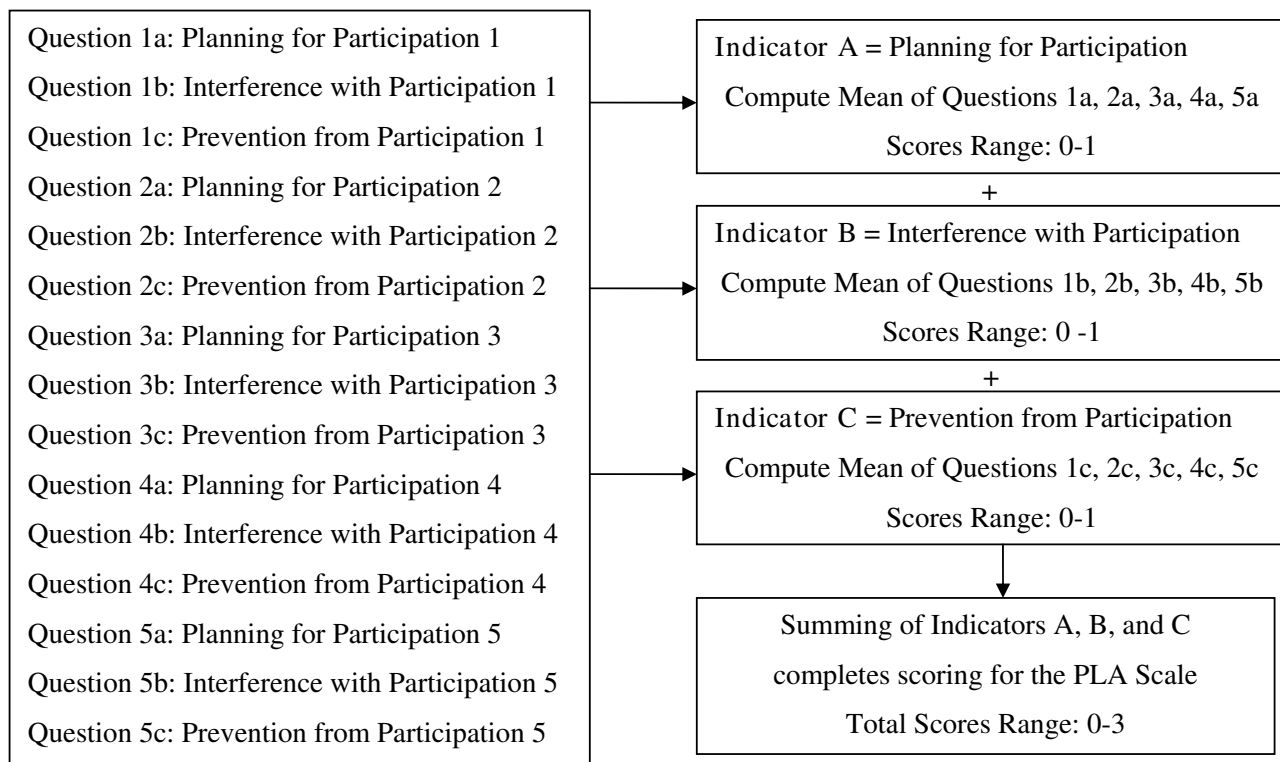 Question 1a: Planning for Participation 1
Question 1b: Interference with Participation 1
Question 1c: Prevention from Participation 1
Question 2a: Planning for Participation 2
Question 2b: Interference with Participation 2
Question 2c: Prevention from Participation 2
Question 3a: Planning for Participation 3
Question 3b: Interference with Participation 3
Question 3c: Prevention from Participation 3
Question 4a: Planning for Participation 4
Question 4b: Interference with Participation 4
Question 4c: Prevention from Participation 4
Question 5a: Planning for Participation 5
Question 5b: Interference with Participation 5
Question 5c: Prevention from Participation 5
Indicator A = Planning for Participation
Compute Mean of Questions 1a, 2a, 3a, 4a, 5a
Scores Range: 0-1
+
Indicator B = Interference with Participation
Compute Mean of Questions 1b, 2b, 3b, 4b, 5b
Scores Range: 0 -1
+
Indicator C = Prevention from Participation
Compute Mean of Questions 1c, 2c, 3c, 4c, 5c
Scores Range: 0-1
Summing of Indicators A, B, and C
completes scoring for the PLA Scale
Total Scores Range: 0-3